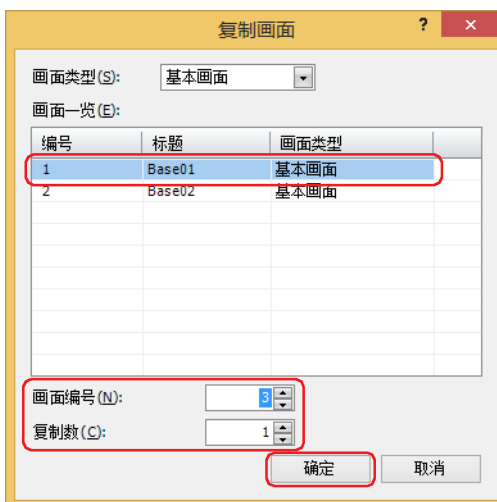 复制画面 ? ×
画面类型(S): 基本画面
画面一览(E):
编号 标题 画面类型
1 Base01 基本画面
2 Base02 基本画面
画面编号(N): 3
复制数(C): 1
确定 取消